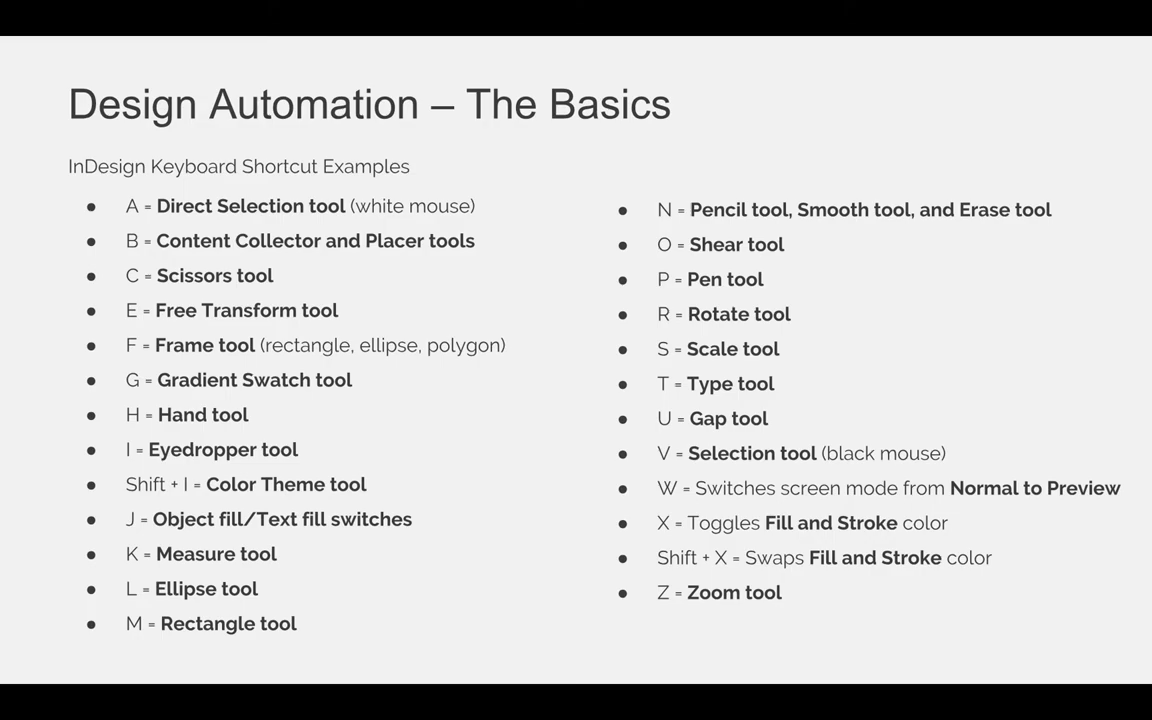 Design Automation – The Basics
InDesign Keyboard Shortcut Examples
● A = Direct Selection tool (white mouse)
● B = Content Collector and Placer tools
● C = Scissors tool
● E = Free Transform tool
● F = Frame tool (rectangle, ellipse, polygon)
● G = Gradient Swatch tool
● H = Hand tool
● I = Eyedropper tool
● Shift + I = Color Theme tool
● J = Object fill/Text fill switches
● K = Measure tool
● L = Ellipse tool
● M = Rectangle tool
● N = Pencil tool, Smooth tool, and Erase tool
● O = Shear tool
● P = Pen tool
● R = Rotate tool
● S = Scale tool
● T = Type tool
● U = Gap tool
● V = Selection tool (black mouse)
● W = Switches screen mode from Normal to Preview
● X = Toggles Fill and Stroke color
● Shift + X = Swaps Fill and Stroke color
● Z = Zoom tool